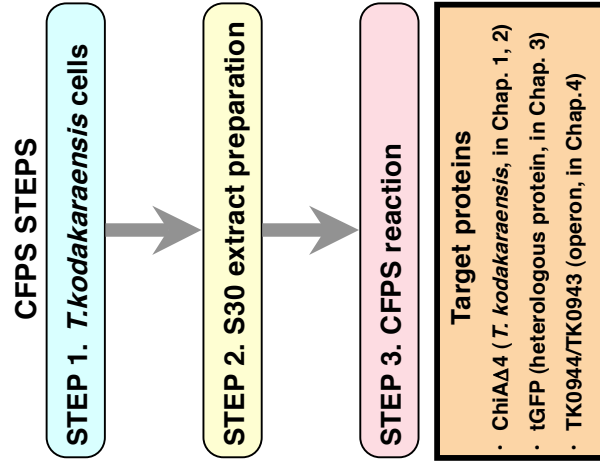 CFPS STEPS
STEP 1. T.kodakaraensis cells
STEP 2. S30 extract preparation
STEP 3. CFPS reaction
Target proteins
· ChiAΔ4 ( T. kodakaraensis, in Chap. 1, 2)
· tGFP (heterologous protein, in Chap. 3)
· TK0944/TK0943 (operon, in Chap.4)